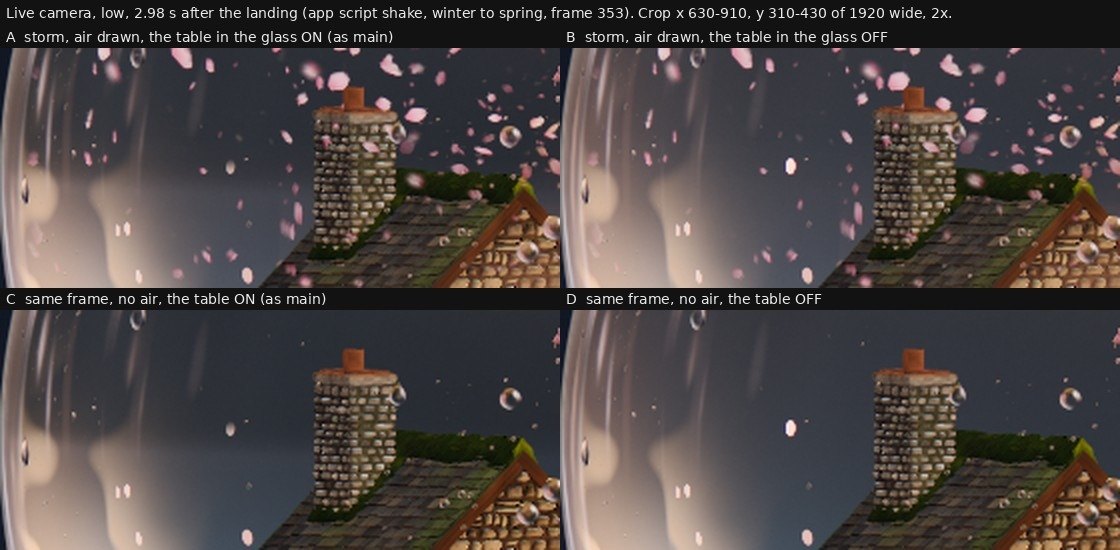 Live camera, low, 2.98 s after the landing (app script shake, winter to spring, frame 353). Crop x 630-910, y 310-430 of 1920 wide, 2x.
A  storm, air drawn, the table in the glass ON (as main)
B  storm, air drawn, the table in the glass OFF
C  same frame, no air, the table ON (as main)
D  same frame, no air, the table OFF